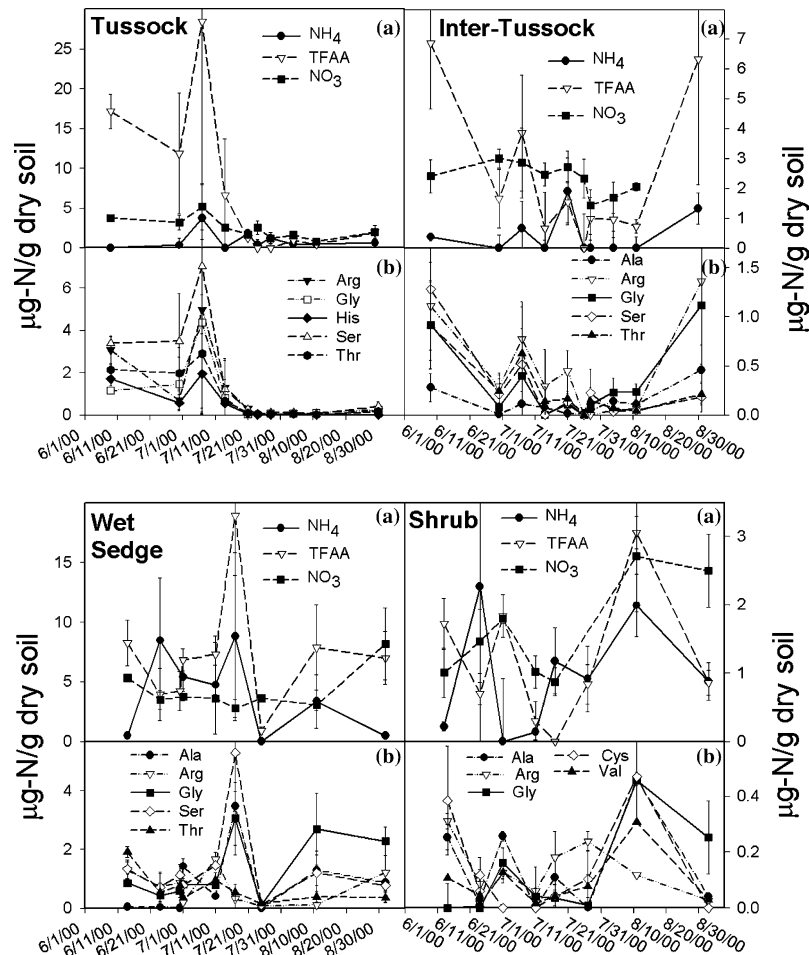 Tussock
(a)
NH4
TFAA
NO3
25
20
15
10
5
0
(b)
Arg
Gly
His
Ser
Thr
6
4
2
0
μg-N/g dry soil
6/1/00
6/11/00
6/21/00
7/1/00
7/11/00
7/21/00
7/31/00
8/10/00
8/20/00
8/30/00
Inter-Tussock
(a)
NH4
TFAA
NO3
7
6
5
4
3
2
1
0
(b)
Ala
Arg
Gly
Ser
Thr
1.5
1.0
0.5
0.0
μg-N/g dry soil
6/1/00
6/11/00
6/21/00
7/1/00
7/11/00
7/21/00
7/31/00
8/10/00
8/20/00
8/30/00
Wet
Sedge
(a)
NH4
TFAA
NO3
15
10
5
0
(b)
Ala
Arg
Gly
Ser
Thr
4
2
0
μg-N/g dry soil
6/1/00
6/11/00
6/21/00
7/1/00
7/11/00
7/21/00
7/31/00
8/10/00
8/20/00
8/30/00
Shrub
(a)
NH4
TFAA
NO3
3
2
1
0
(b)
Ala
Arg
Gly
Cys
Val
0.4
0.2
0.0
μg-N/g dry soil
6/1/00
6/11/00
6/21/00
7/1/00
7/11/00
7/21/00
7/31/00
8/10/00
8/20/00
8/30/00